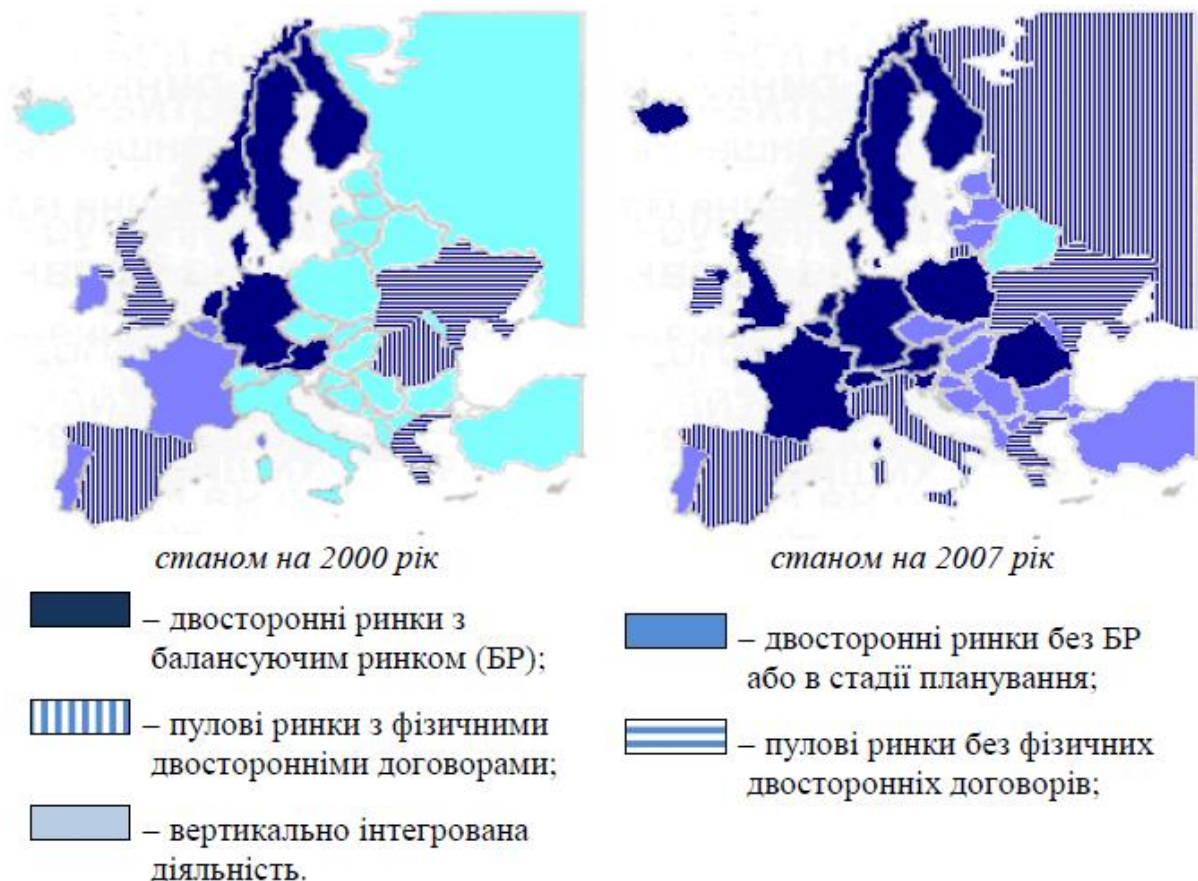 станом на 2000 рік
станом на 2007 рік
– двосторонні ринки з
балансуючим ринком (БР);
– пулові ринки з фізичними
двосторонніми договорами;
– вертикально інтегрована
діяльність.
– двосторонні ринки без БР
або в стадії планування;
– пулові ринки без фізичних
двосторонніх договорів;